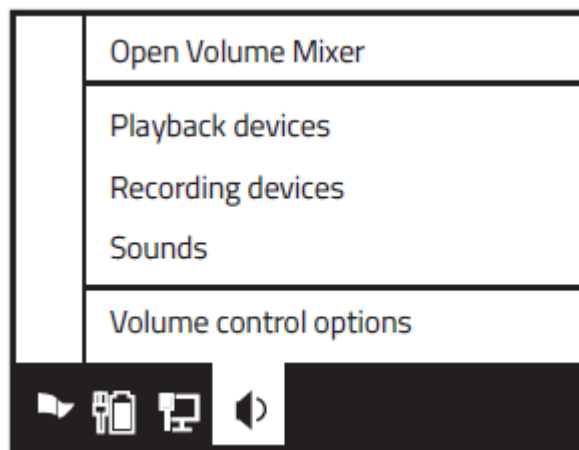 Open Volume Mixer
Playback devices
Recording devices
Sounds
Volume control options